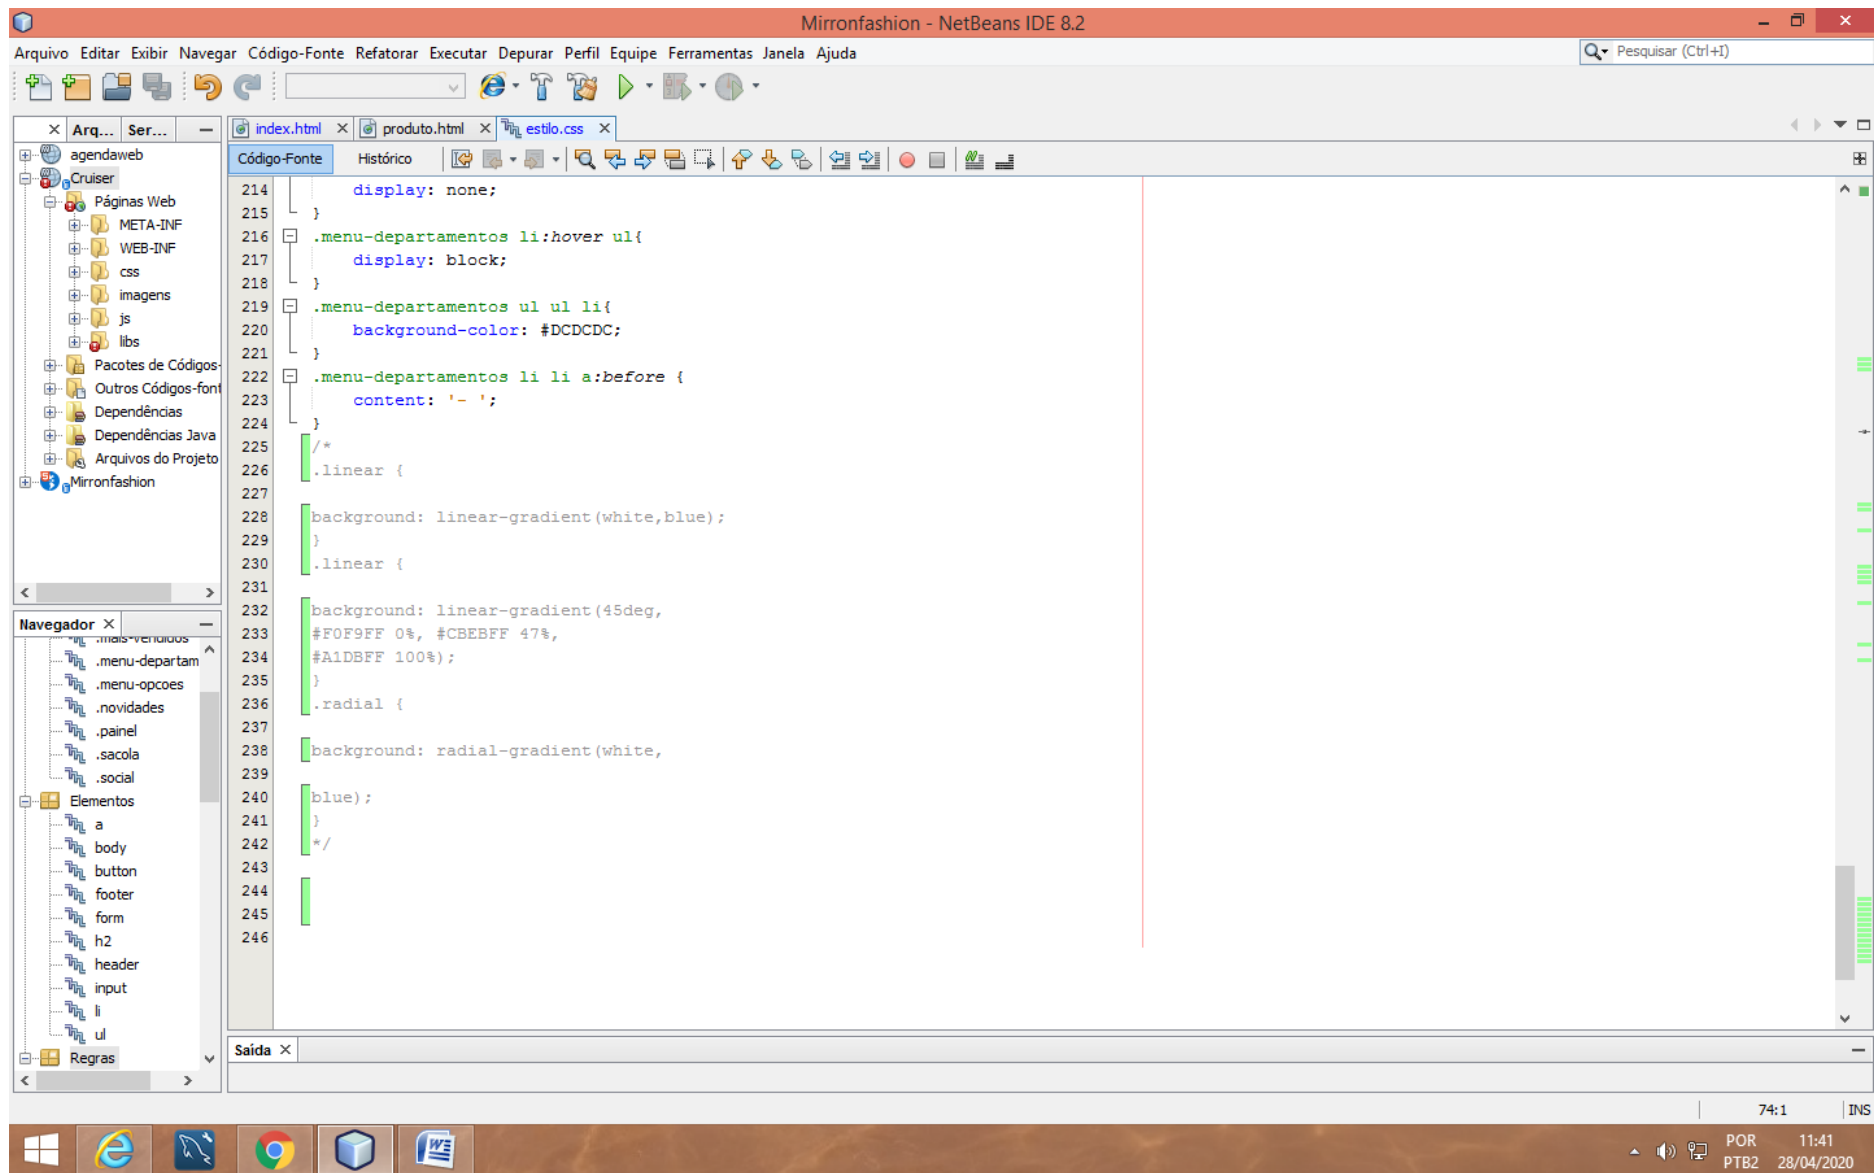 Mirronfashion - NetBeans IDE 8.2
Arquivo Editar Exibir Navegar Código-Fonte Refatorar Executar Depurar Perfil Equipe Ferramentas Janela Ajuda
Pesquisar (Ctrl+I)
Arq... Ser...
index.html produto.html estilo.css
Código-Fonte Histórico
agendaweb
Cruiser
Páginas Web
META-INF
WEB-INF
css
imagens
js
libs
Pacotes de Códigos-
Outros Códigos-font
Dependências
Dependências Java
Arquivos do Projeto
Mirronfashion
Navegador
.mais-vendidos
.menu-departam
.menu-opcoes
.novidades
.painel
.sacola
.social
Elementos
a
body
button
footer
form
h2
header
input
li
ul
Regras
214 display: none;
215 }
216 .menu-departamentos li:hover ul{
217 display: block;
218 }
219 .menu-departamentos ul ul li{
220 background-color: #DCDCDC;
221 }
222 .menu-departamentos li li a:before {
223 content: '- ';
224 }
225 /*
226 .linear {
227
228 background: linear-gradient(white,blue);
229 }
230 .linear {
231
232 background: linear-gradient(45deg,
233 #F0F9FF 0%, #CBEBFF 47%,
234 #A1DBFF 100%);
235 }
236 .radial {
237
238 background: radial-gradient(white,
239
240 blue);
241 }
242 */
243
244
245
246
Saída
74:1 INS
POR 11:41
PTB2 28/04/2020